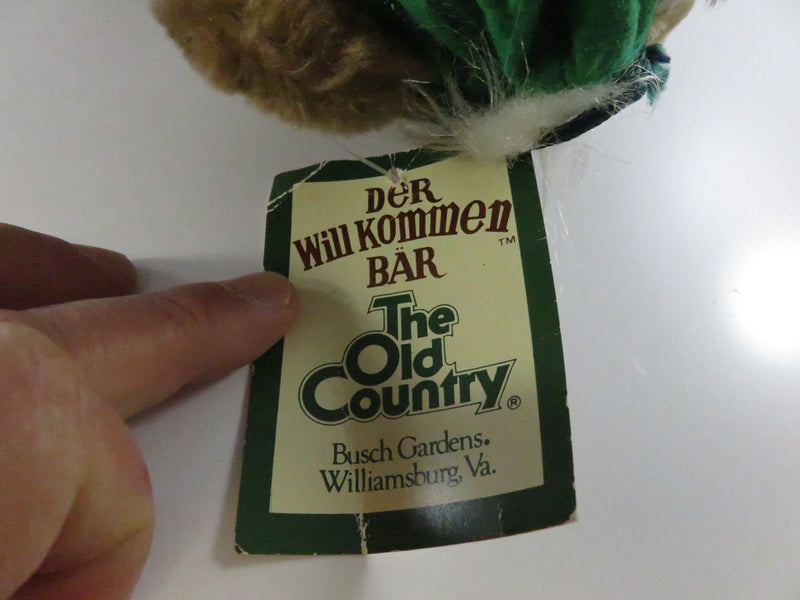 DER
Will Kommen
TM
BÄR
The
Old
Country®
Busch Gardens.
Williamsburg, Va.